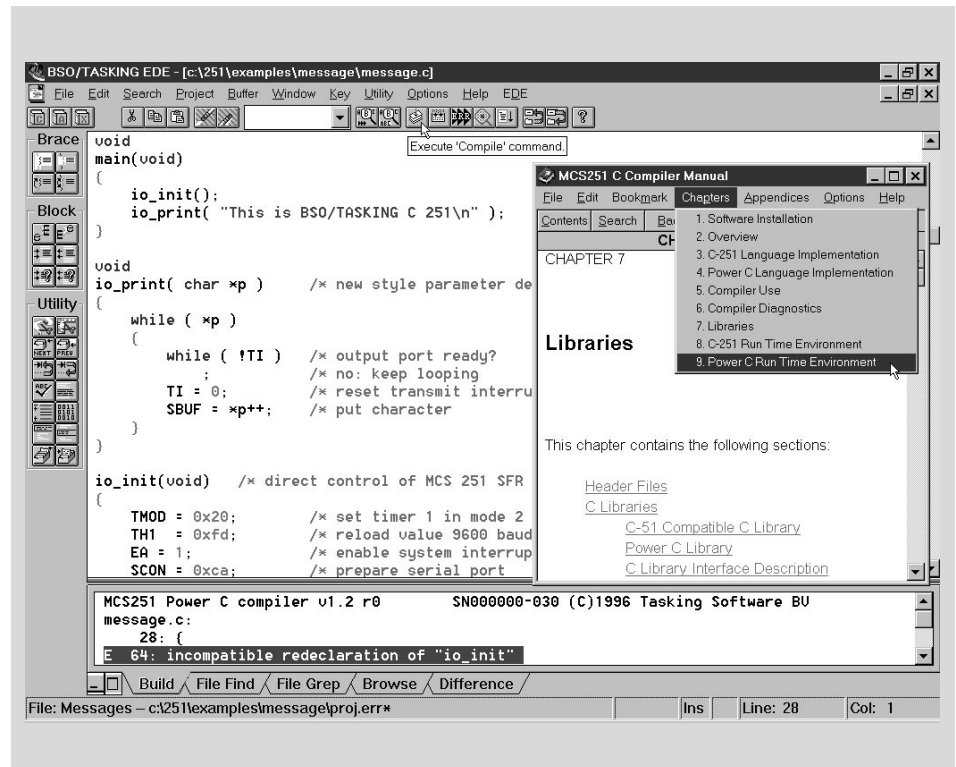 BSO/TASKING EDE - [c:\251\examples\message\message.c]
File Edit Search Project Buffer Window Key Utility Options Help EDE
Execute 'Compile' command.
Brace
Block
Utility
NEXT PREV
void
main(void)
{
io_init();
io_print( "This is BSO/TASKING C 251\n" );
}
void
io_print( char *p ) /* new style parameter de
{
while ( *p )
{
while ( !TI ) /* output port ready?
; /* no: keep looping
TI = 0; /* reset transmit interru
SBUF = *p++; /* put character
}
}
io_init(void) /* direct control of MCS 251 SFR
{
TMOD = 0x20; /* set timer 1 in mode 2
TH1 = 0xfd; /* reload value 9600 baud
EA = 1; /* enable system interrup
SCON = 0xca; /* prepare serial port
MCS251 C Compiler Manual
File Edit Bookmark Chapters Appendices Options Help
Contents Search Ba
CH
CHAPTER 7
1. Software Installation
2. Overview
3. C-251 Language Implementation
4. Power C Language Implementation
5. Compiler Use
6. Compiler Diagnostics
7. Libraries
8. C-251 Run Time Environment
9. Power C Run Time Environment
Libraries
This chapter contains the following sections:
Header Files
C Libraries
C-51 Compatible C Library
Power C Library
C Library Interface Description
MCS251 Power C compiler v1.2 r0 SN000000-030 (C)1996 Tasking Software BV
message.c:
28: {
E 64: incompatible redeclaration of "io_init"
Build File Find File Grep Browse Difference
File: Messages – c:\251\examples\message\proj.err* Ins Line: 28 Col: 1